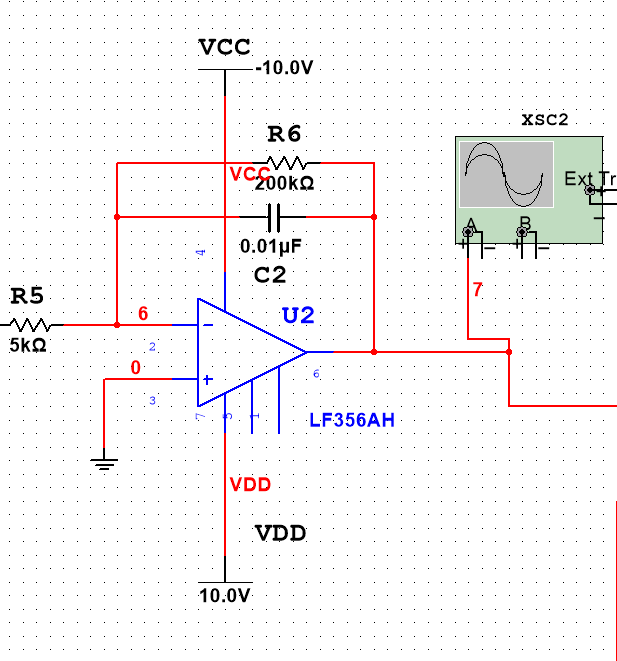 VCC
-10.0V
XSC2
R6
VCC
200kΩ
Ext Tr
A
B
0.01µF
4
C2
7
R5
6
U2
5kΩ
2
0
6
3
7
5
1
LF356AH
VDD
VDD
10.0V